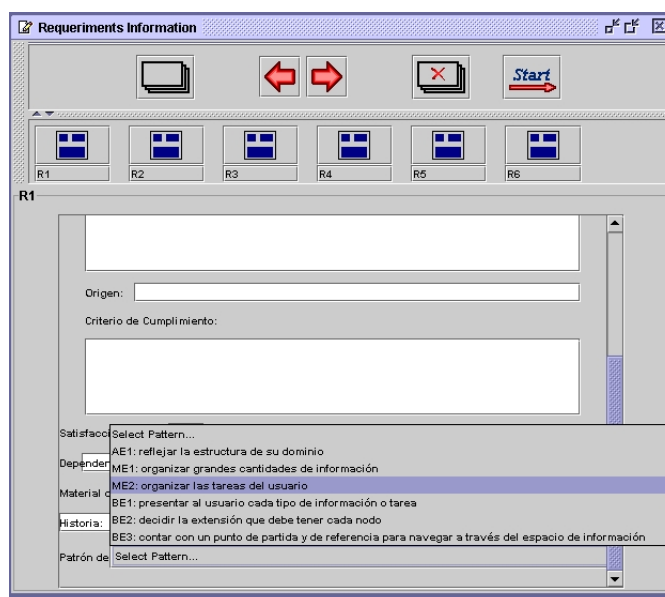 Requeriments Information
Start
R1 R2 R3 R4 R5 R6
R1
Origen:
Criterio de Cumplimiento:
Satisfacci
Select Pattern...
AE1: reflejar la estructura de su dominio
Dependen
ME1: organizar grandes cantidades de información
ME2: organizar las tareas del usuario
Material
BE1: presentar al usuario cada tipo de información o tarea
Historia:
BE2: decidir la extensión que debe tener cada nodo
BE3: contar con un punto de partida y de referencia para navegar a través del espacio de información
Patrón de
Select Pattern...